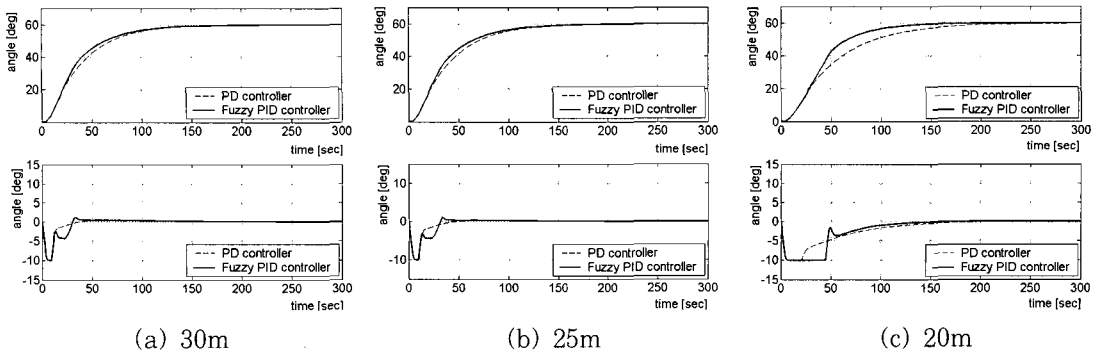 angle [deg]
60
40
20
0 50 100 150 200 250 300
time [sec]
PD controller
Fuzzy PID controller
angle [deg]
15
10
5
0
-5
-10
-15
0 50 100 150 200 250 300
time [sec]
PD controller
Fuzzy PID controller
(a) 30m
angle [deg]
60
40
20
0 50 100 150 200 250 300
time [sec]
PD controller
Fuzzy PID controller
angle [deg]
10
0
-10
0 50 100 150 200 250 300
time [sec]
PD controller
Fuzzy PID controller
(b) 25m
angle [deg]
60
40
20
0
0 50 100 150 200 250 300
time [sec]
PD controller
Fuzzy PID controller
angle [deg]
15
10
5
0
-5
-10
-15
0 50 100 150 200 250 300
time [sec]
PD controller
Fuzzy PID controller
(c) 20m